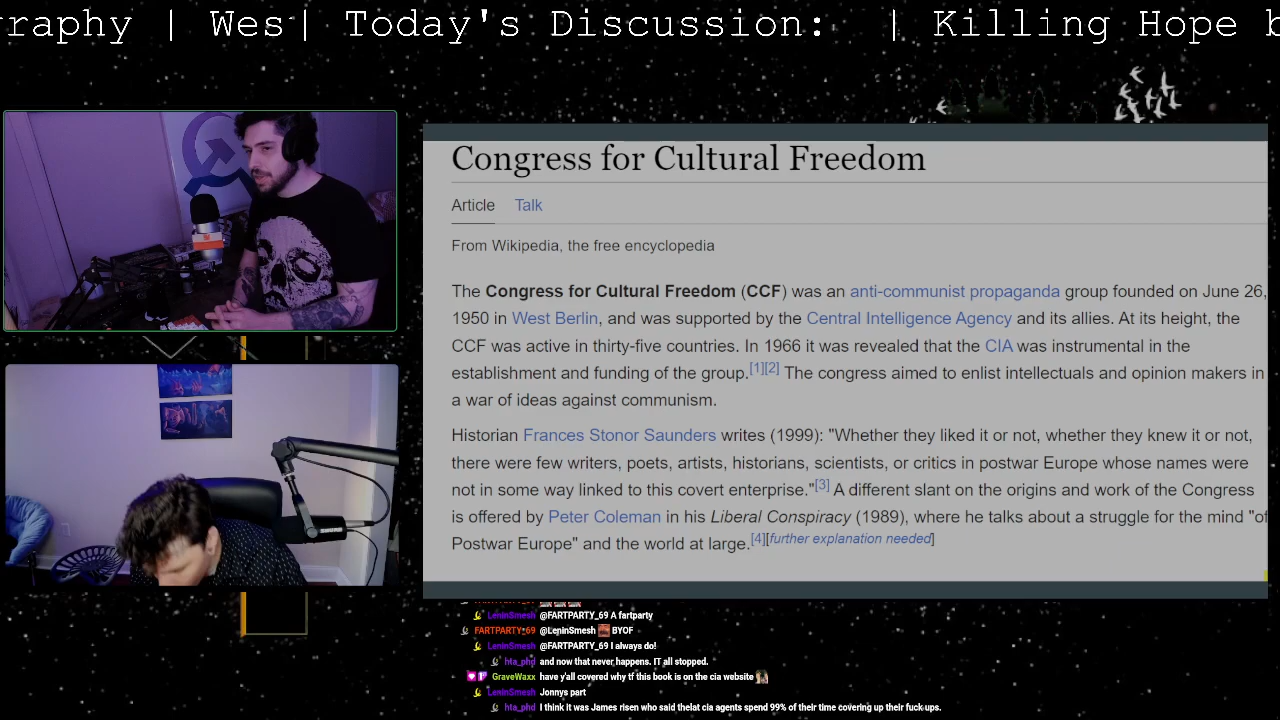 raphy | Wes| Today's Discussion:  | Killing Hope b
Congress for Cultural Freedom
Article Talk
From Wikipedia, the free encyclopedia
The Congress for Cultural Freedom (CCF) was an anti-communist propaganda group founded on June 26,
1950 in West Berlin, and was supported by the Central Intelligence Agency and its allies. At its height, the
CCF was active in thirty-five countries. In 1966 it was revealed that the CIA was instrumental in the
establishment and funding of the group.[1][2] The congress aimed to enlist intellectuals and opinion makers in
a war of ideas against communism.
Historian Frances Stonor Saunders writes (1999): "Whether they liked it or not, whether they knew it or not,
there were few writers, poets, artists, historians, scientists, or critics in postwar Europe whose names were
not in some way linked to this covert enterprise."[3] A different slant on the origins and work of the Congress
is offered by Peter Coleman in his Liberal Conspiracy (1989), where he talks about a struggle for the mind "of
Postwar Europe" and the world at large.[4][further explanation needed]
LeninSmesh @FARTPARTY_69 A fartparty
FARTPARTY_69 @LeninSmesh BYOF
LeninSmesh @FARTPARTY_69 I always do!
hta_phd and now that never happens. IT all stopped.
GraveWaxx have y'all covered why tf this book is on the cia website
LeninSmesh Jonnys part
hta_phd I think it was James risen who said thelat cia agents spend 99% of their time covering up their fuck-ups.